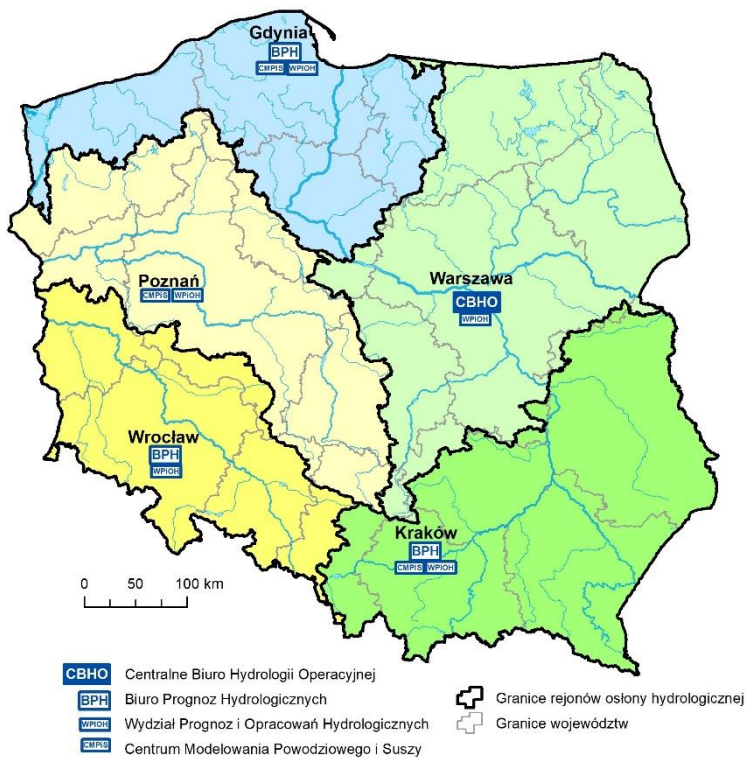 Gdynia
BPH
CMPiS WPIOH
Poznań
CMPiS WPIOH
Warszawa
CBHO
WPIOH
Wrocław
BPH
WPIOH
Kraków
BPH
CMPiS WPIOH
0 50 100 km
CBHO Centralne Biuro Hydrologii Operacyjnej
BPH Biuro Prognoz Hydrologicznych
WPIOH Wydział Prognoz i Opracowań Hydrologicznych
CMPiS Centrum Modelowania Powodziowego i Suszy
Granice rejonów osłony hydrologicznej
Granice województw